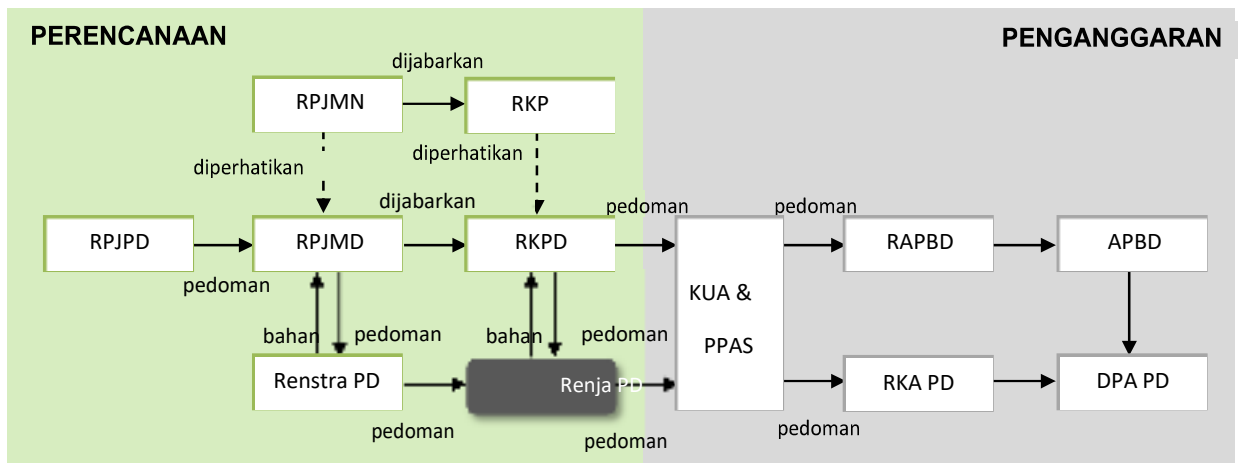 PERENCANAAN
PENGANGGARAN
dijabarkan
RPJMN
RKP
diperhatikan
diperhatikan
dijabarkan
pedoman
pedoman
RPJPD
RPJMD
RKPD
RAPBD
APBD
pedoman
KUA &
PPAS
bahan
pedoman
bahan
pedoman
Renstra PD
Renja PD
RKA PD
DPA PD
pedoman
pedoman
pedoman